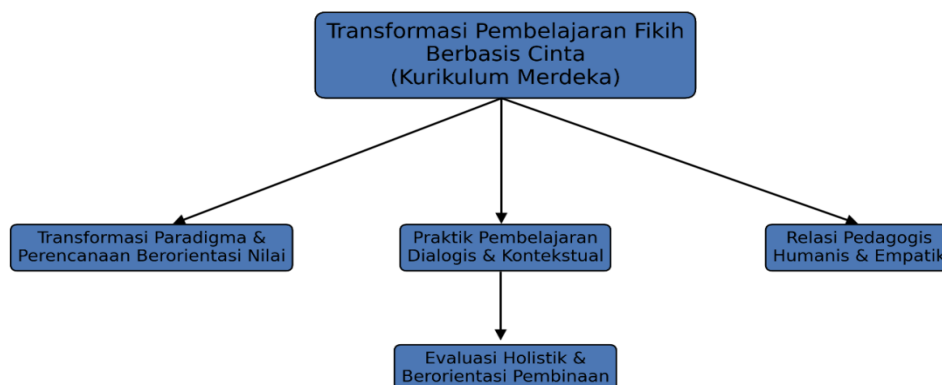 Transformasi Pembelajaran Fikih
Berbasis Cinta
(Kurikulum Merdeka)
Transformasi Paradigma &
Perencanaan Berorientasi Nilai
Praktik Pembelajaran
Dialogis & Kontekstual
Relasi Pedagogis
Humanis & Empatik
Evaluasi Holistik &
Berorientasi Pembinaan